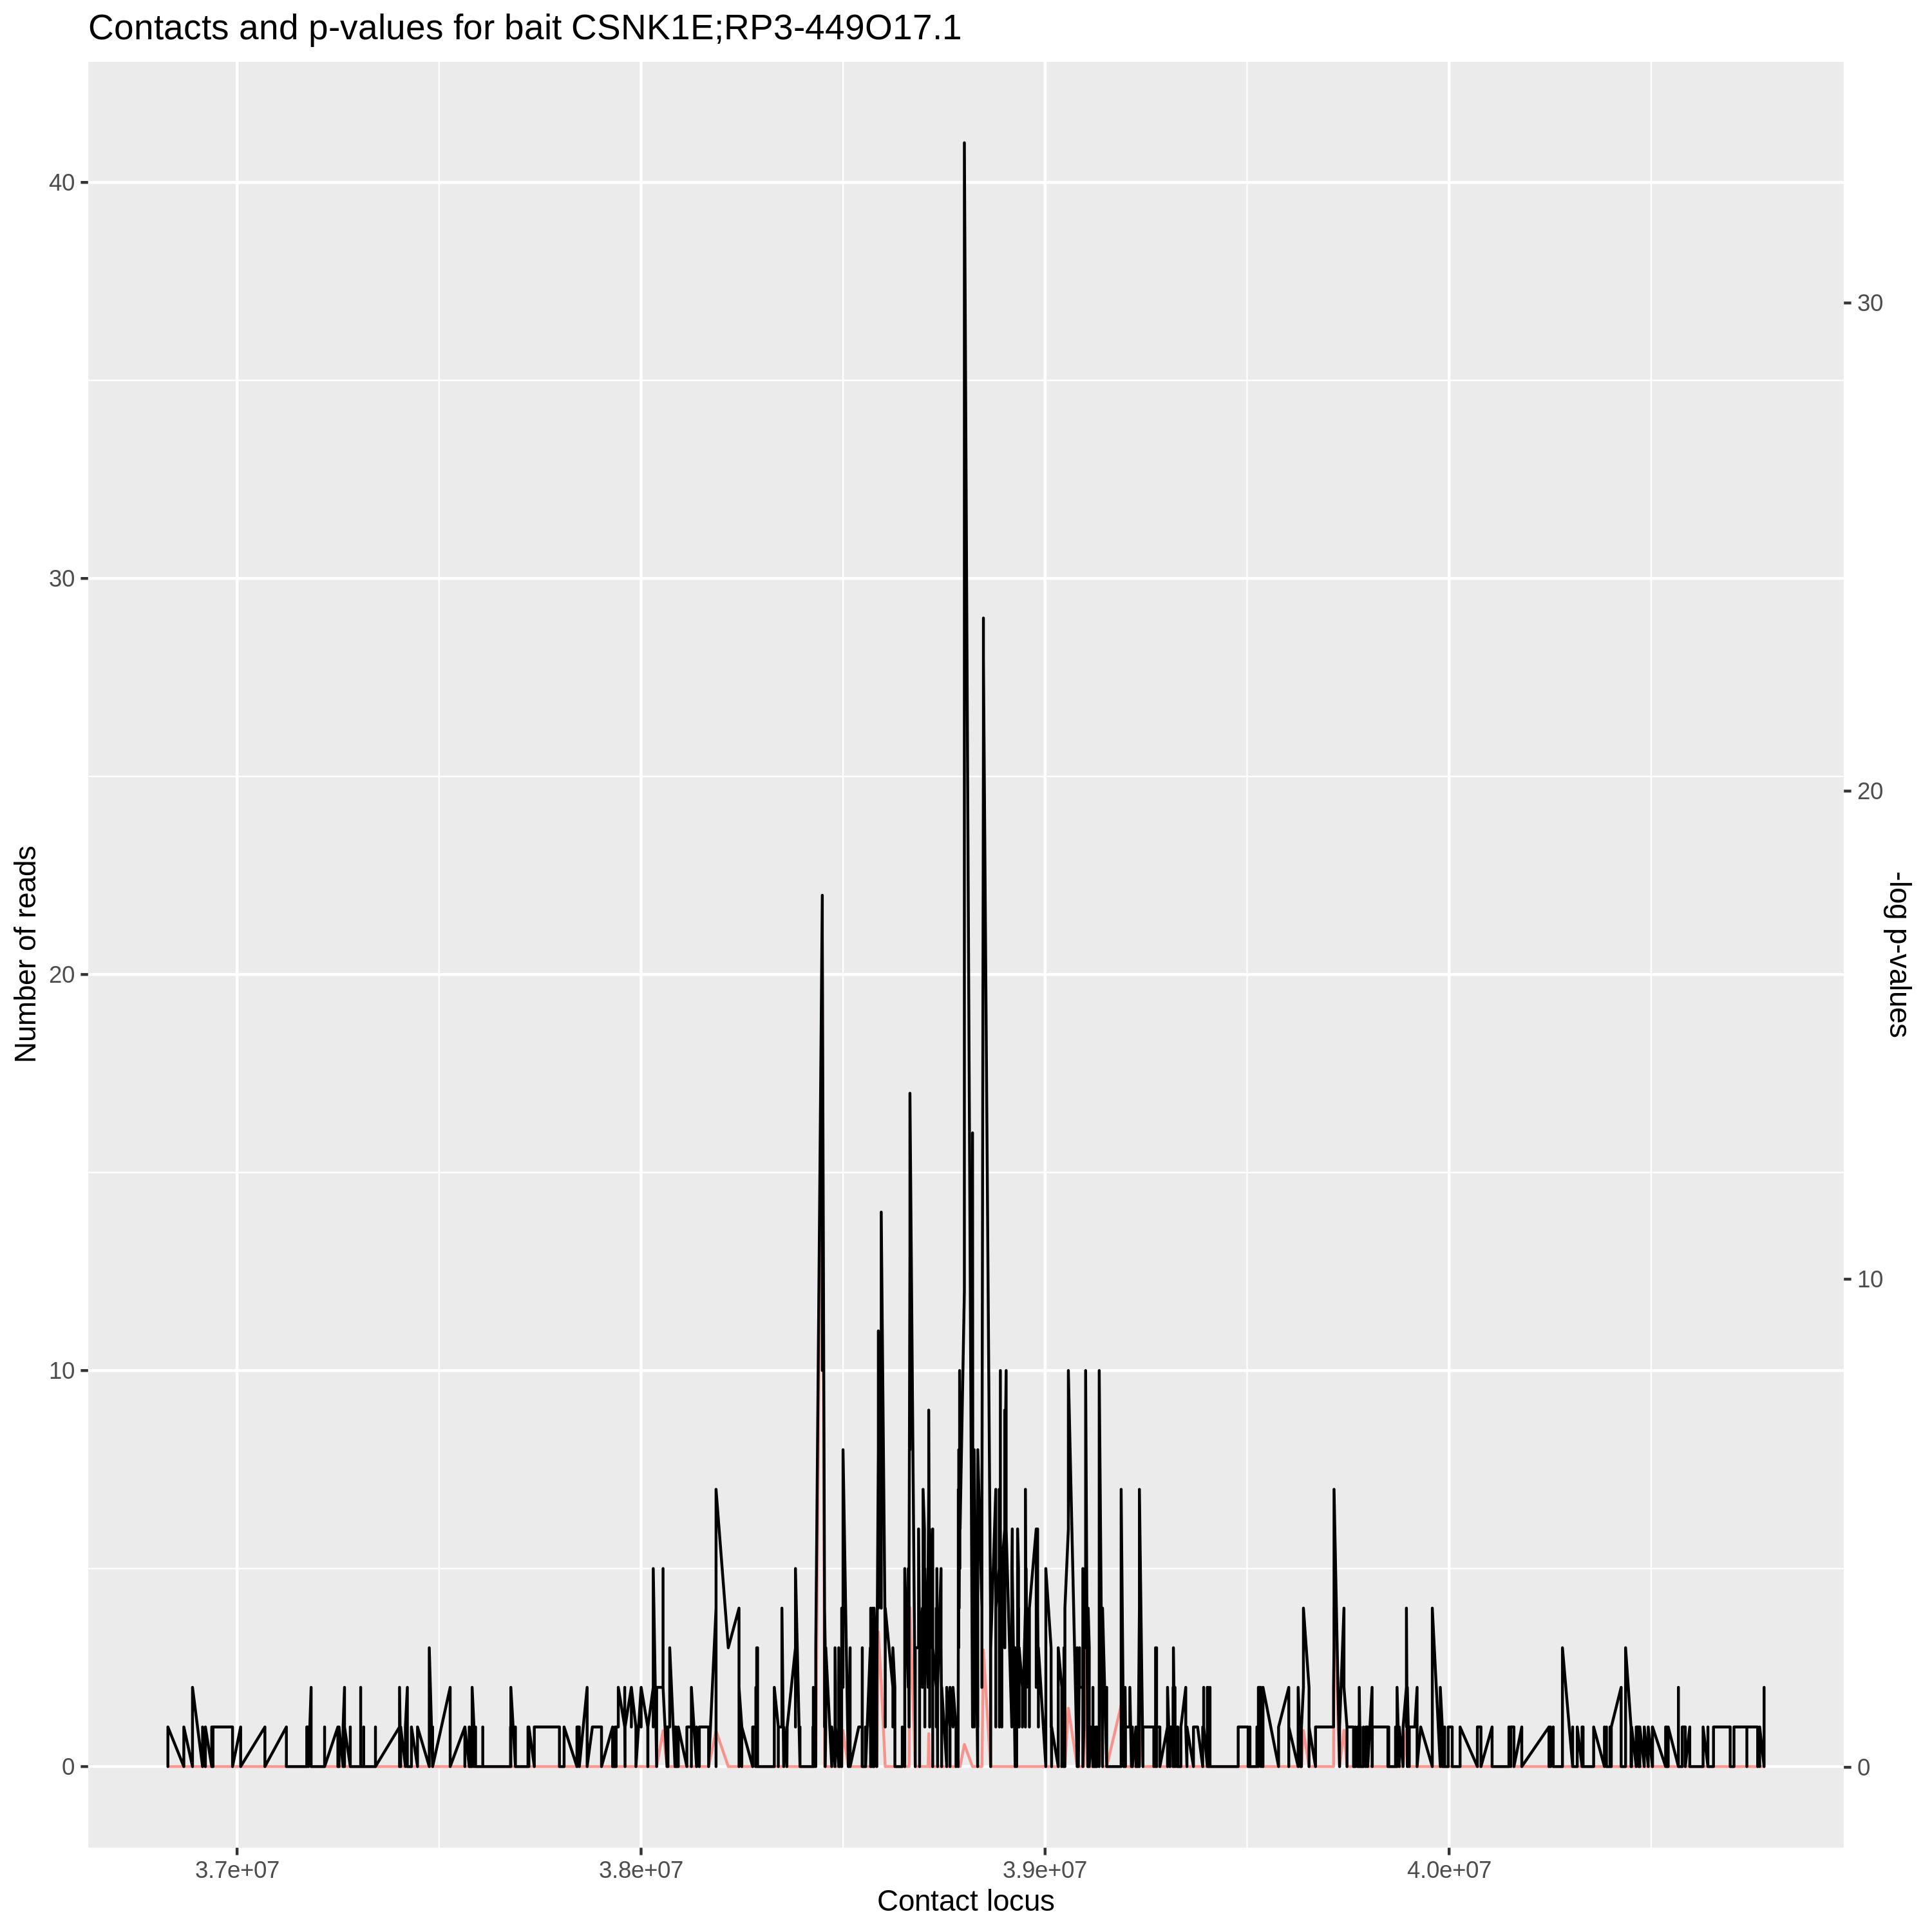 Contacts and p-values for bait CSNK1E;RP3-449O17.1
40
30
20
10
0
Number of reads
30
20
10
0
-log p-values
3.7e+07
3.8e+07
3.9e+07
4.0e+07
Contact locus